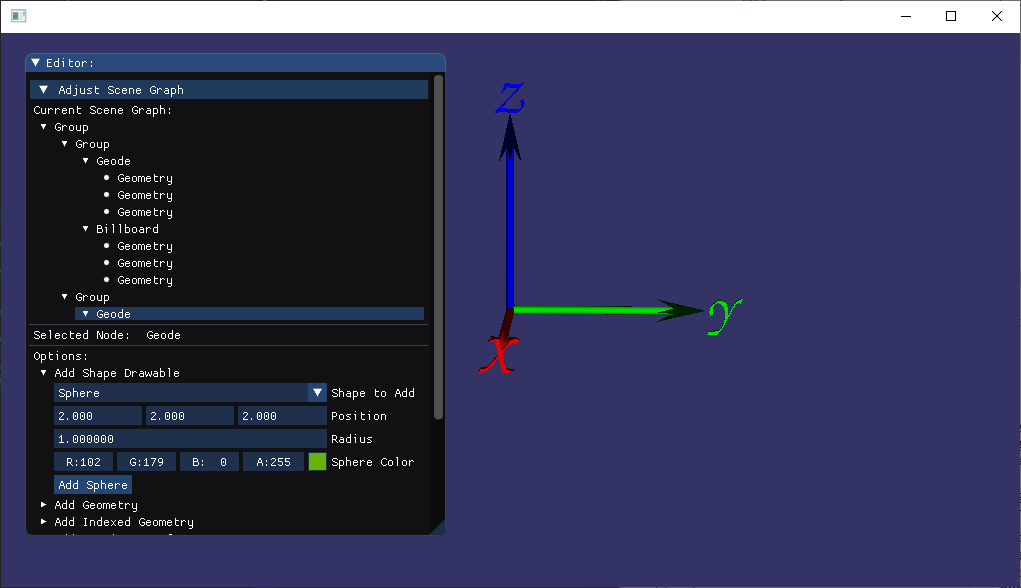 Editor:
Adjust Scene Graph
Current Scene Graph:
Group
Group
Geode
Geometry
Geometry
Geometry
Billboard
Geometry
Geometry
Geometry
Group
Geode
Selected Node: Geode
Options:
Add Shape Drawable
Sphere Shape to Add
2.000 2.000 2.000 Position
1.000000 Radius
R:102 G:179 B: 0 A:255 Sphere Color
Add Sphere
Add Geometry
Add Indexed Geometry
Z
Y
X